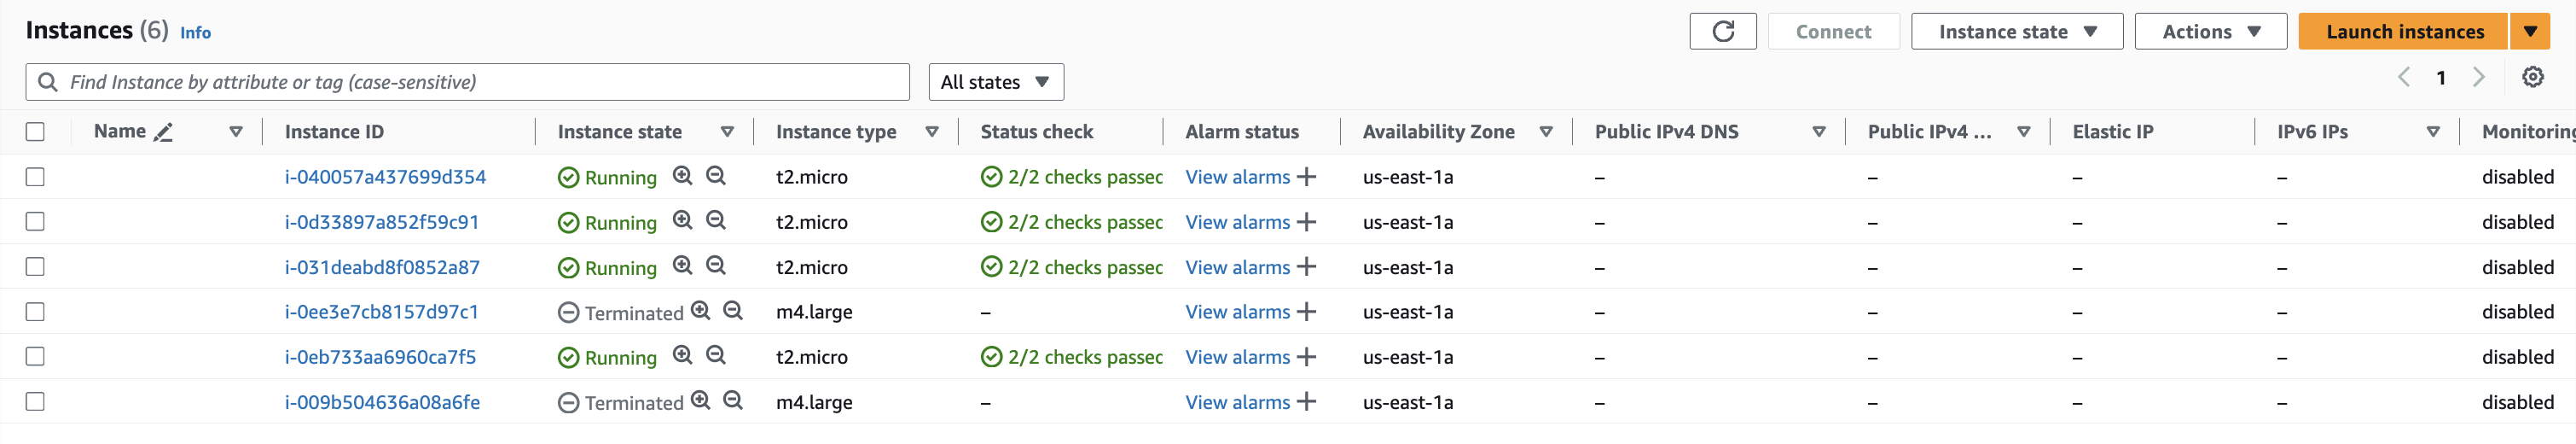 Instances (6) Info Connect Instance state Actions Launch instances
Find Instance by attribute or tag (case-sensitive) All states 1
Name Instance ID Instance state Instance type Status check Alarm status Availability Zone Public IPv4 DNS Public IPv4 ... Elastic IP IPv6 IPs Monitoring
i-040057a437699d354 Running t2.micro 2/2 checks passec View alarms + us-east-1a – – – – disabled
i-0d33897a852f59c91 Running t2.micro 2/2 checks passec View alarms + us-east-1a – – – – disabled
i-031deabd8f0852a87 Running t2.micro 2/2 checks passec View alarms + us-east-1a – – – – disabled
i-0ee3e7cb8157d97c1 Terminated m4.large – View alarms + us-east-1a – – – – disabled
i-0eb733aa6960ca7f5 Running t2.micro 2/2 checks passec View alarms + us-east-1a – – – – disabled
i-009b504636a08a6fe Terminated m4.large – View alarms + us-east-1a – – – – disabled